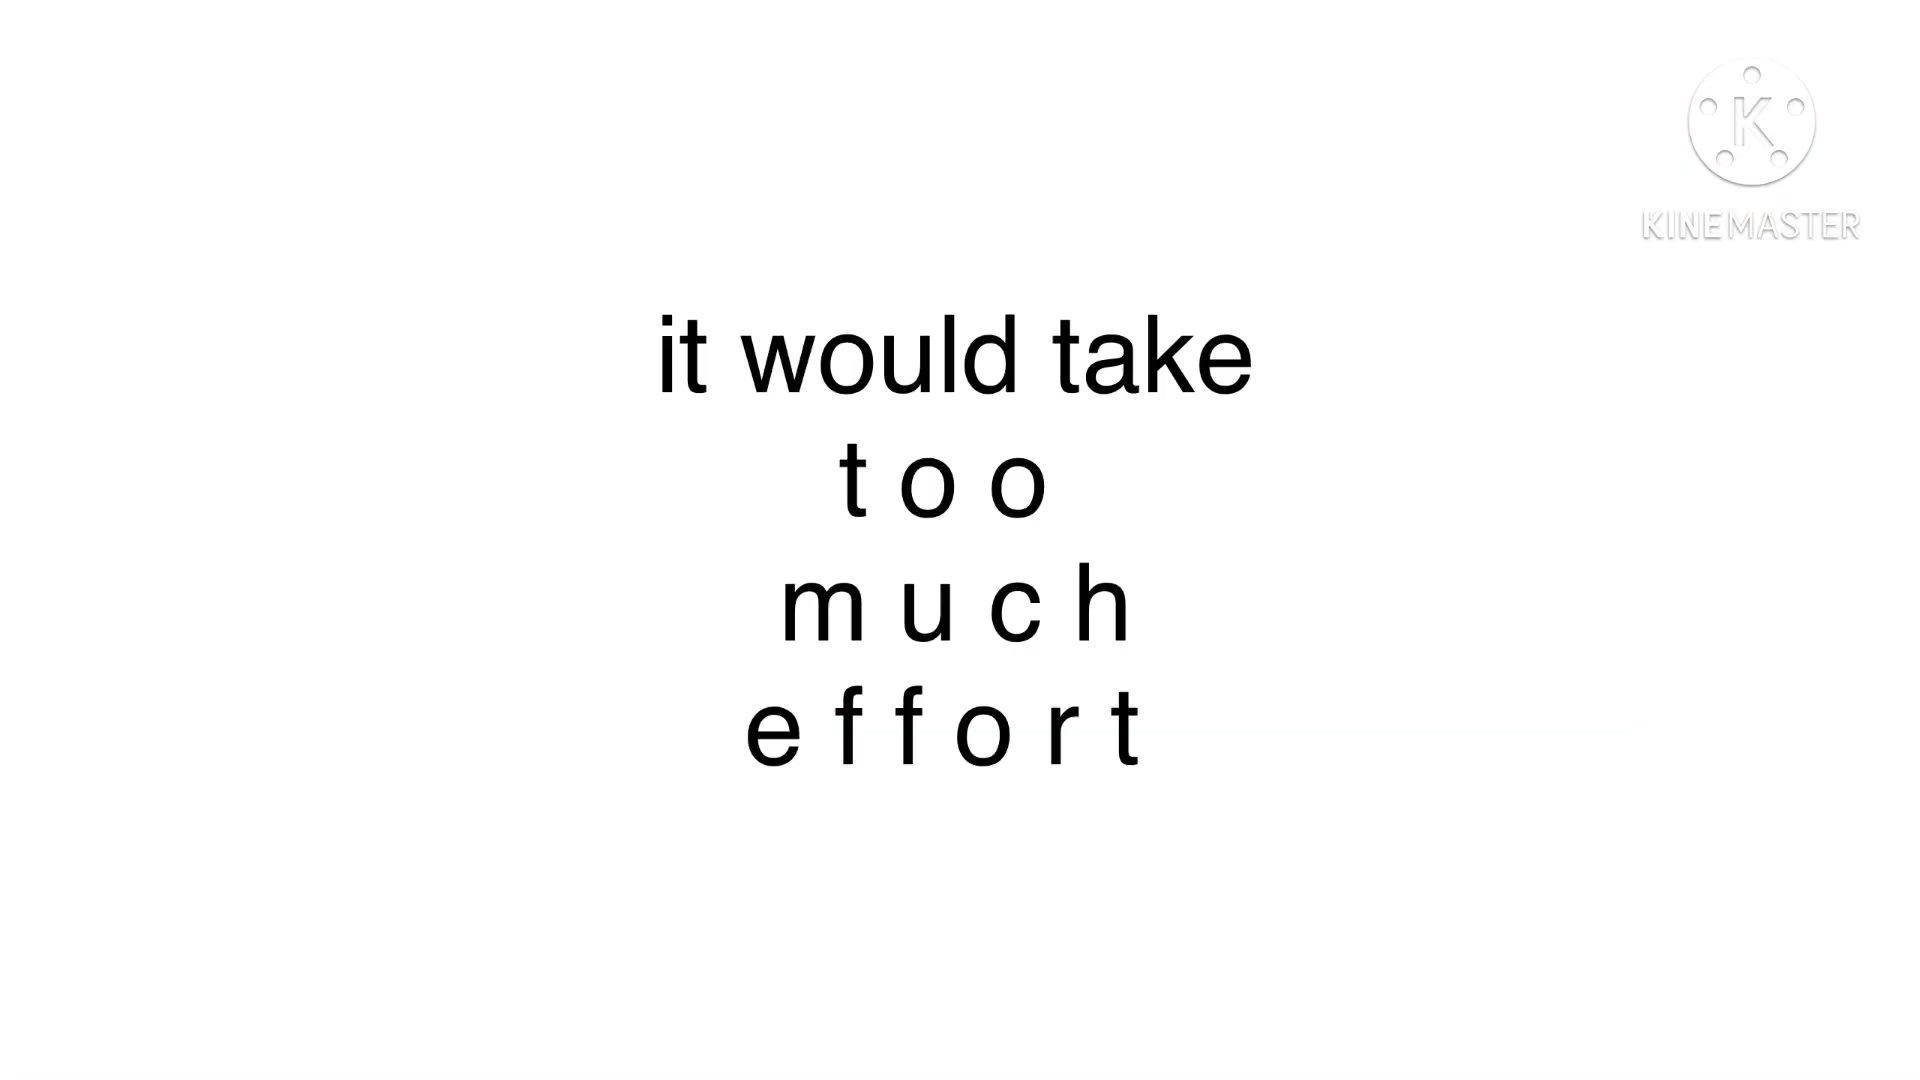 K
KINEMASTER
it would take
t o o
m u c h
e f f o r t